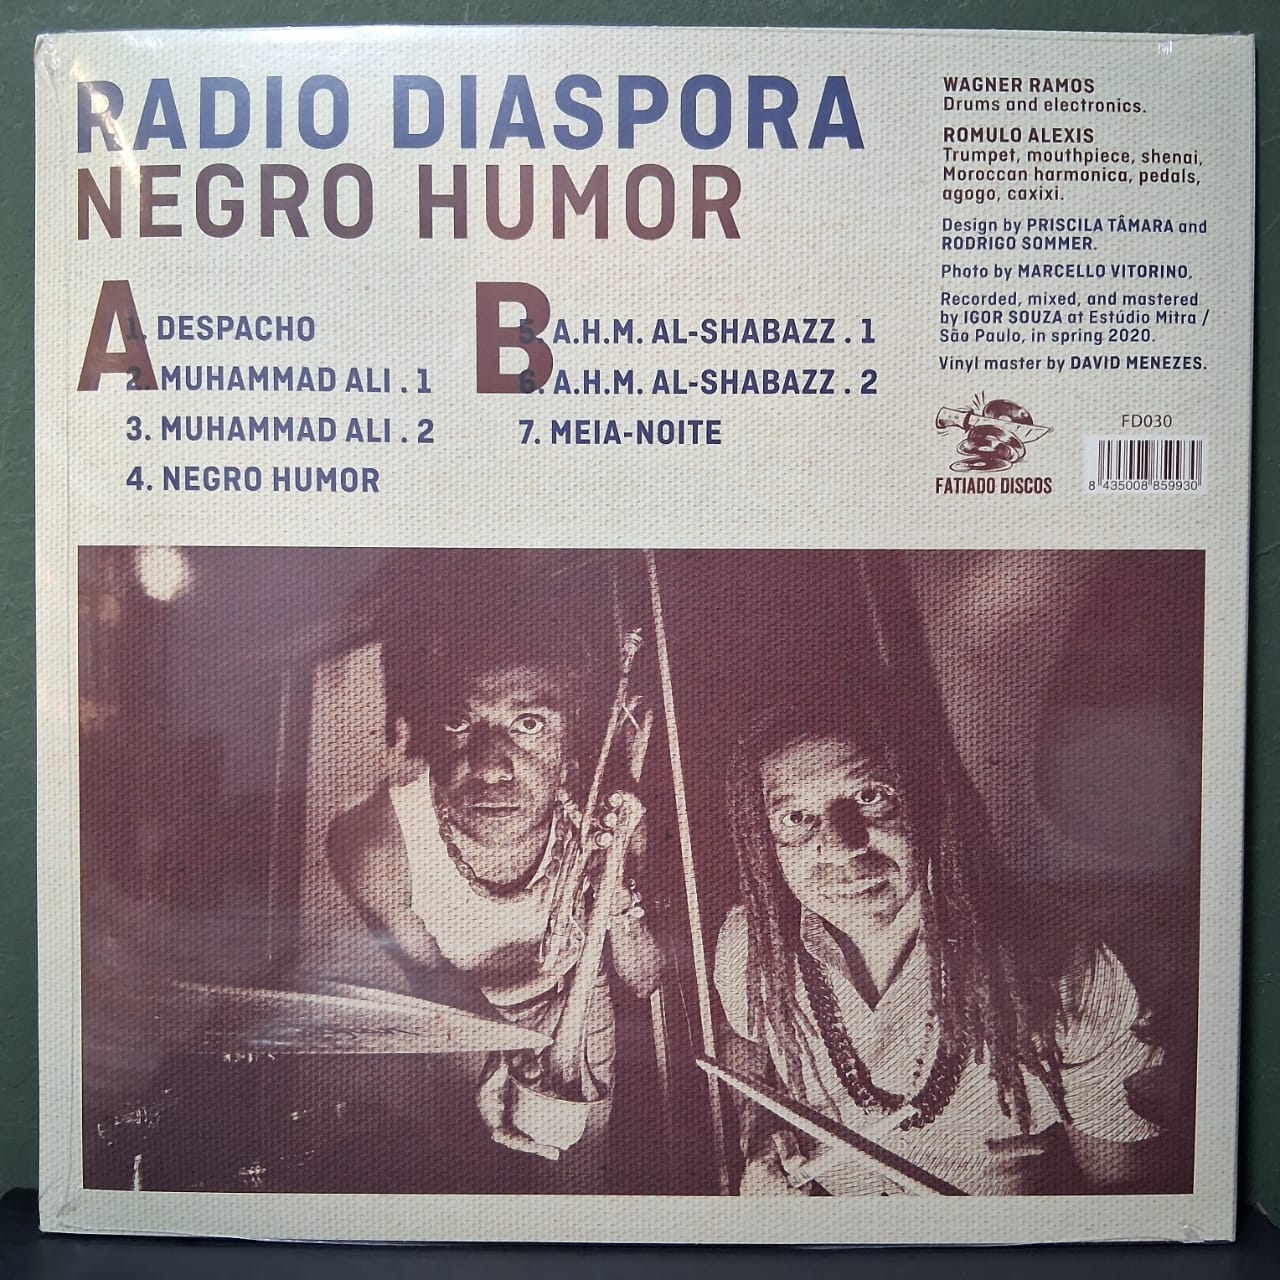 RADIO DIASPORA
NEGRO HUMOR
A
1. DESPACHO
2. MUHAMMAD ALI . 1
3. MUHAMMAD ALI . 2
4. NEGRO HUMOR
B
5. A.H.M. AL-SHABAZZ . 1
6. A.H.M. AL-SHABAZZ . 2
7. MEIA-NOITE
WAGNER RAMOS
Drums and electronics.
ROMULO ALEXIS
Trumpet, mouthpiece, shenai,
Moroccan harmonica, pedals,
agogo, caxixi.
Design by PRISCILA TÂMARA and
RODRIGO SOMMER.
Photo by MARCELLO VITORINO.
Recorded, mixed, and mastered
by IGOR SOUZA at Estúdio Mitra /
São Paulo, in spring 2020.
Vinyl master by DAVID MENEZES.
FATIADO DISCOS
FD030
8 435008 859930